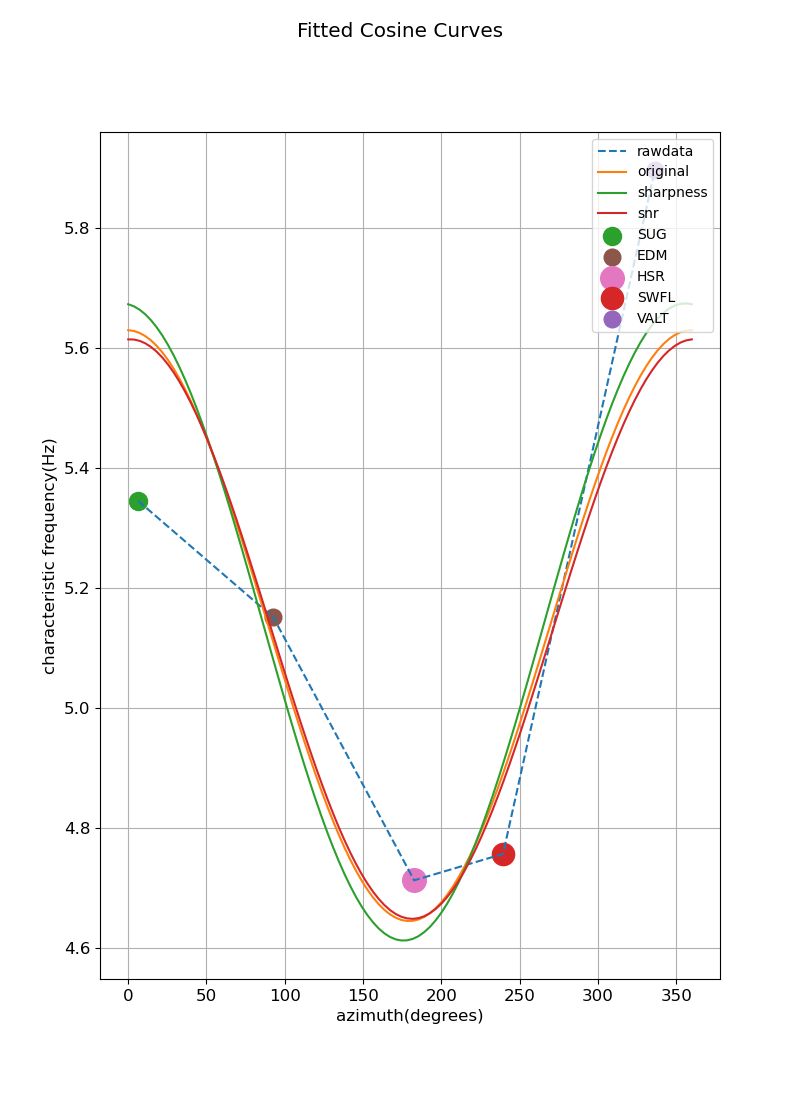 Fitted Cosine Curves
rawdata
original
sharpness
snr
SUG
EDM
HSR
SWFL
VALT
characteristic frequency(Hz)
5.8
5.6
5.4
5.2
5.0
4.8
4.6
0 50 100 150 200 250 300 350
azimuth(degrees)